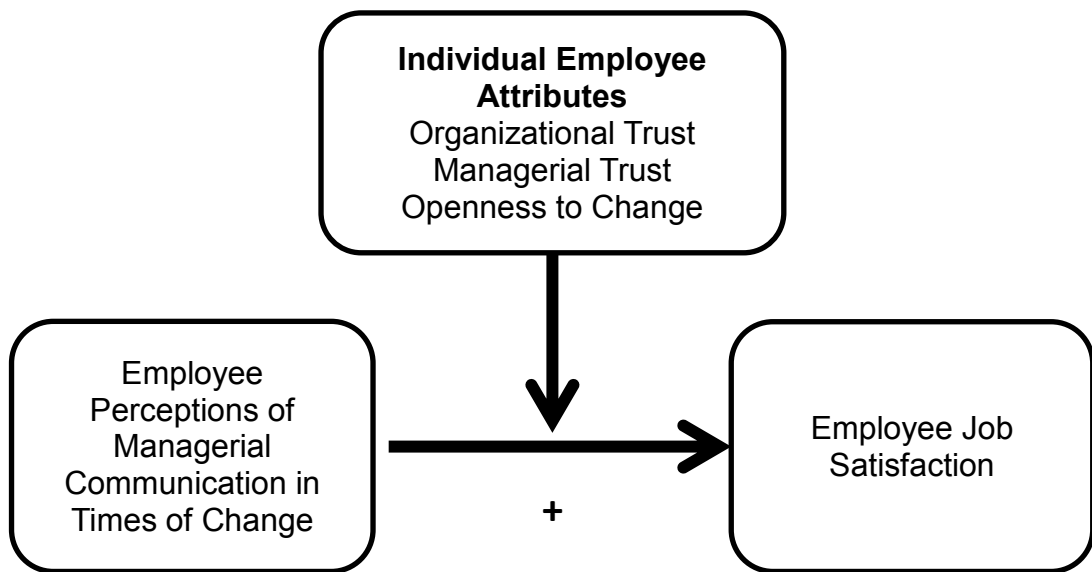 Individual Employee
Attributes
Organizational Trust
Managerial Trust
Openness to Change
Employee
Perceptions of
Managerial
Communication in
Times of Change
Employee Job
Satisfaction
+